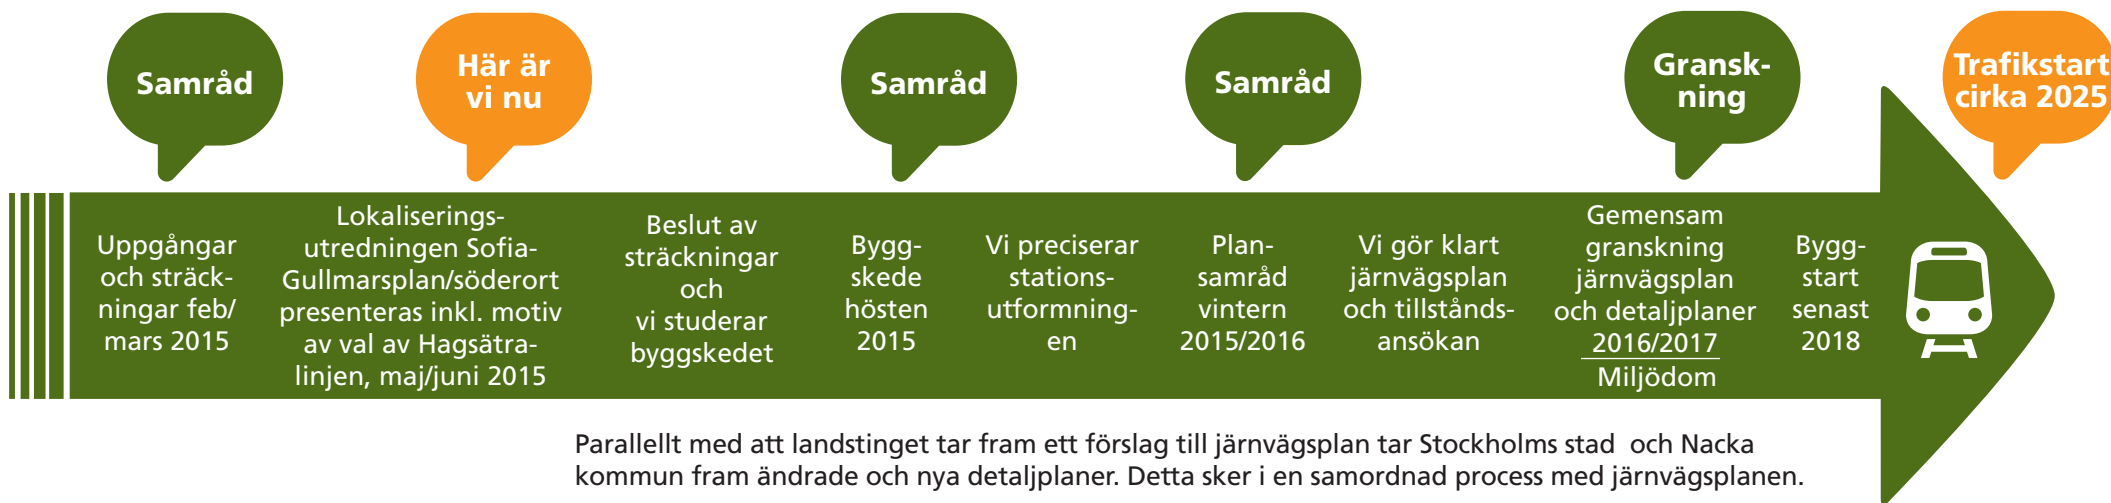 Samråd
Här är
vi nu
Samråd
Samråd
Gransk-
ning
Trafikstart
cirka 2025
Uppgångar
och sträck-
ningar feb/
mars 2015
Lokaliserings-
utredningen Sofia-
Gullmarsplan/söderort
presenteras inkl. motiv
av val av Hagsätra-
linjen, maj/juni 2015
Beslut av
sträckningar
och
vi studerar
byggskedet
Bygg-
skede
hösten
2015
Vi preciserar
stations-
utformning-
en
Plan-
samråd
vintern
2015/2016
Vi gör klart
järnvägsplan
och tillstånds-
ansökan
Gemensam
granskning
järnvägsplan
och detaljplaner
2016/2017
Miljödom
Bygg-
start
senast
2018
Parallellt med att landstinget tar fram ett förslag till järnvägsplan tar Stockholms stad och Nacka
kommun fram ändrade och nya detaljplaner. Detta sker i en samordnad process med järnvägsplanen.